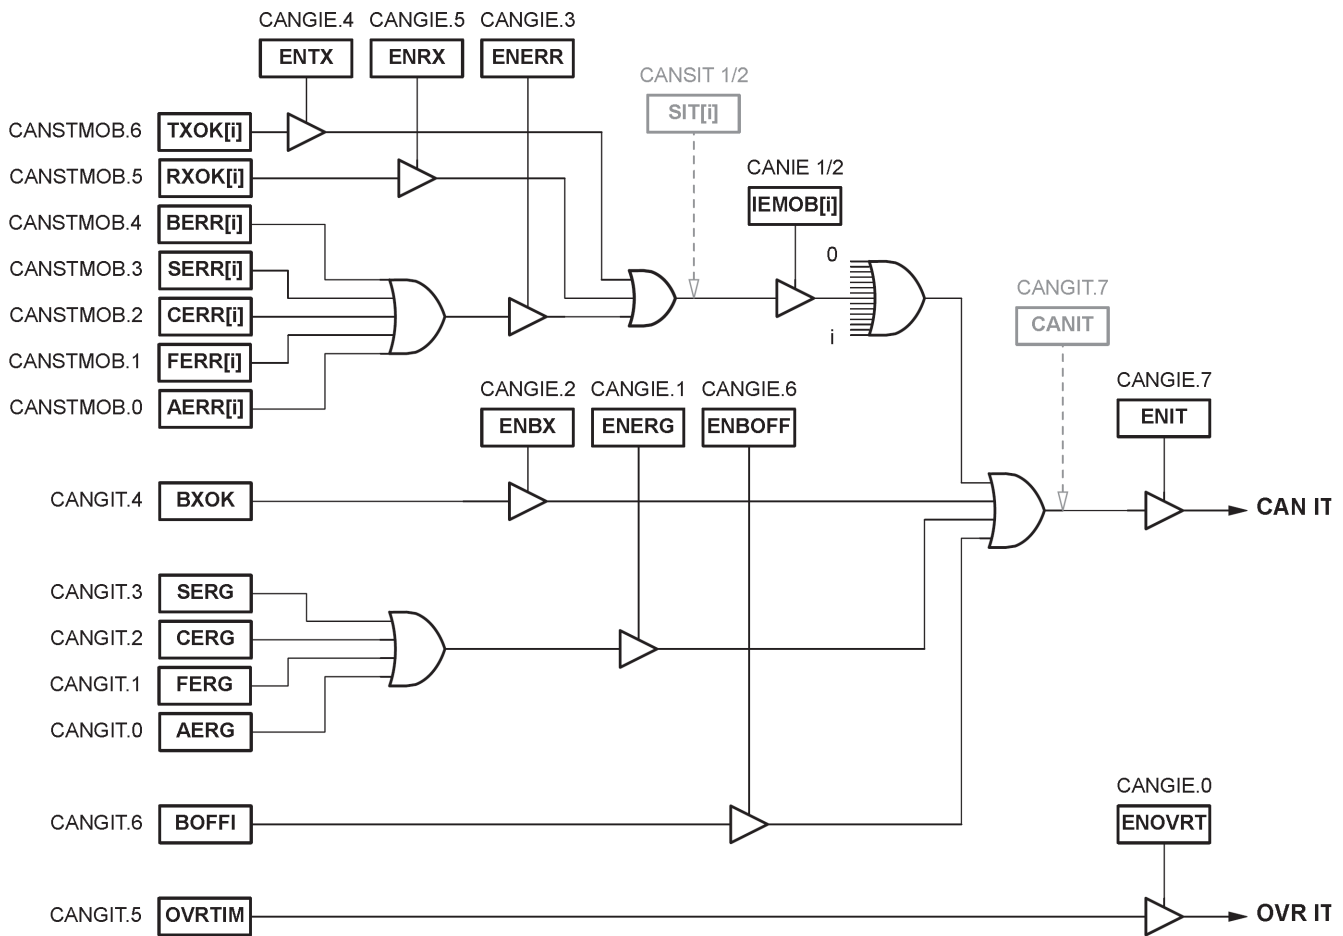 CANGIE.4 CANGIE.5 CANGIE.3
ENTX ENRX ENERR
CANSIT 1/2
SIT[i]
CANSTMOB.6 TXOK[i]
CANSTMOB.5 RXOK[i]
CANIE 1/2
IEMOB[i]
CANSTMOB.4 BERR[i]
0
CANSTMOB.3 SERR[i]
CANGIT.7
CANIT
CANSTMOB.2 CERR[i]
i
CANSTMOB.1 FERR[i]
CANGIE.2 CANGIE.1 CANGIE.6 CANGIE.7
CANSTMOB.0 AERR[i]
ENBX ENERG ENBOFF ENIT
CANGIT.4 BXOK
CAN IT
CANGIT.3 SERG
CANGIT.2 CERG
CANGIT.1 FERG
CANGIT.0 AERG
CANGIE.0
CANGIT.6 BOFFI
ENOVRT
CANGIT.5 OVRTIM
OVR IT